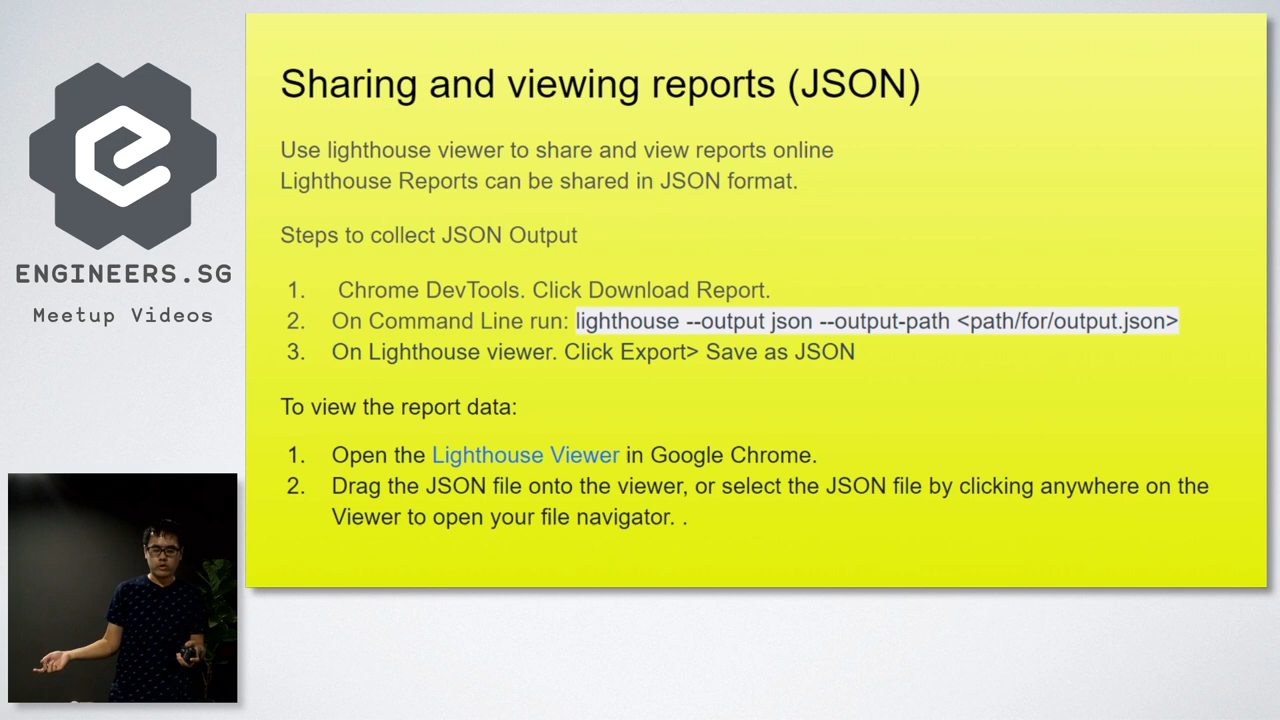 ENGINEERS.SG
Meetup Videos
Sharing and viewing reports (JSON)
Use lighthouse viewer to share and view reports online
Lighthouse Reports can be shared in JSON format.
Steps to collect JSON Output
1. Chrome DevTools. Click Download Report.
2. On Command Line run: lighthouse --output json --output-path <path/for/output.json>
3. On Lighthouse viewer. Click Export> Save as JSON
To view the report data:
1. Open the Lighthouse Viewer in Google Chrome.
2. Drag the JSON file onto the viewer, or select the JSON file by clicking anywhere on the
Viewer to open your file navigator. .